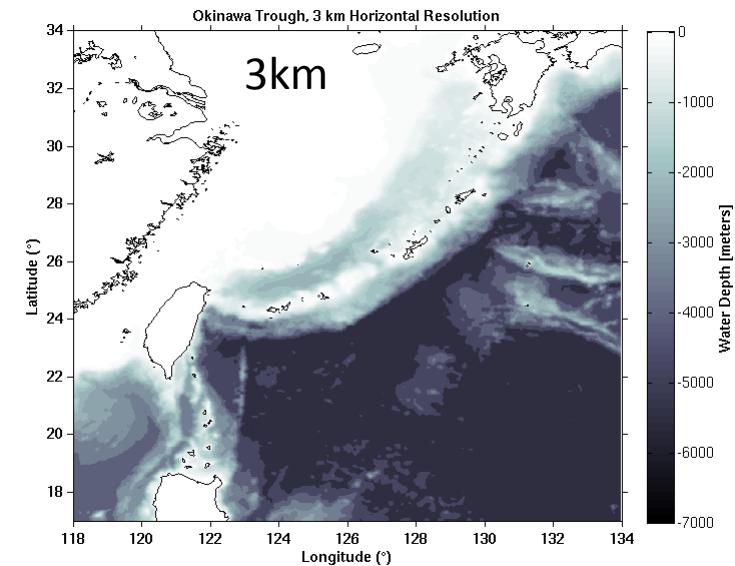 Okinawa Trough, 3 km Horizontal Resolution
3km
34
32
30
28
26
24
22
20
18
Latitude (°)
118 120 122 124 126 128 130 132 134
Longitude (°)
0
-1000
-2000
-3000
-4000
-5000
-6000
-7000
Water Depth [meters]